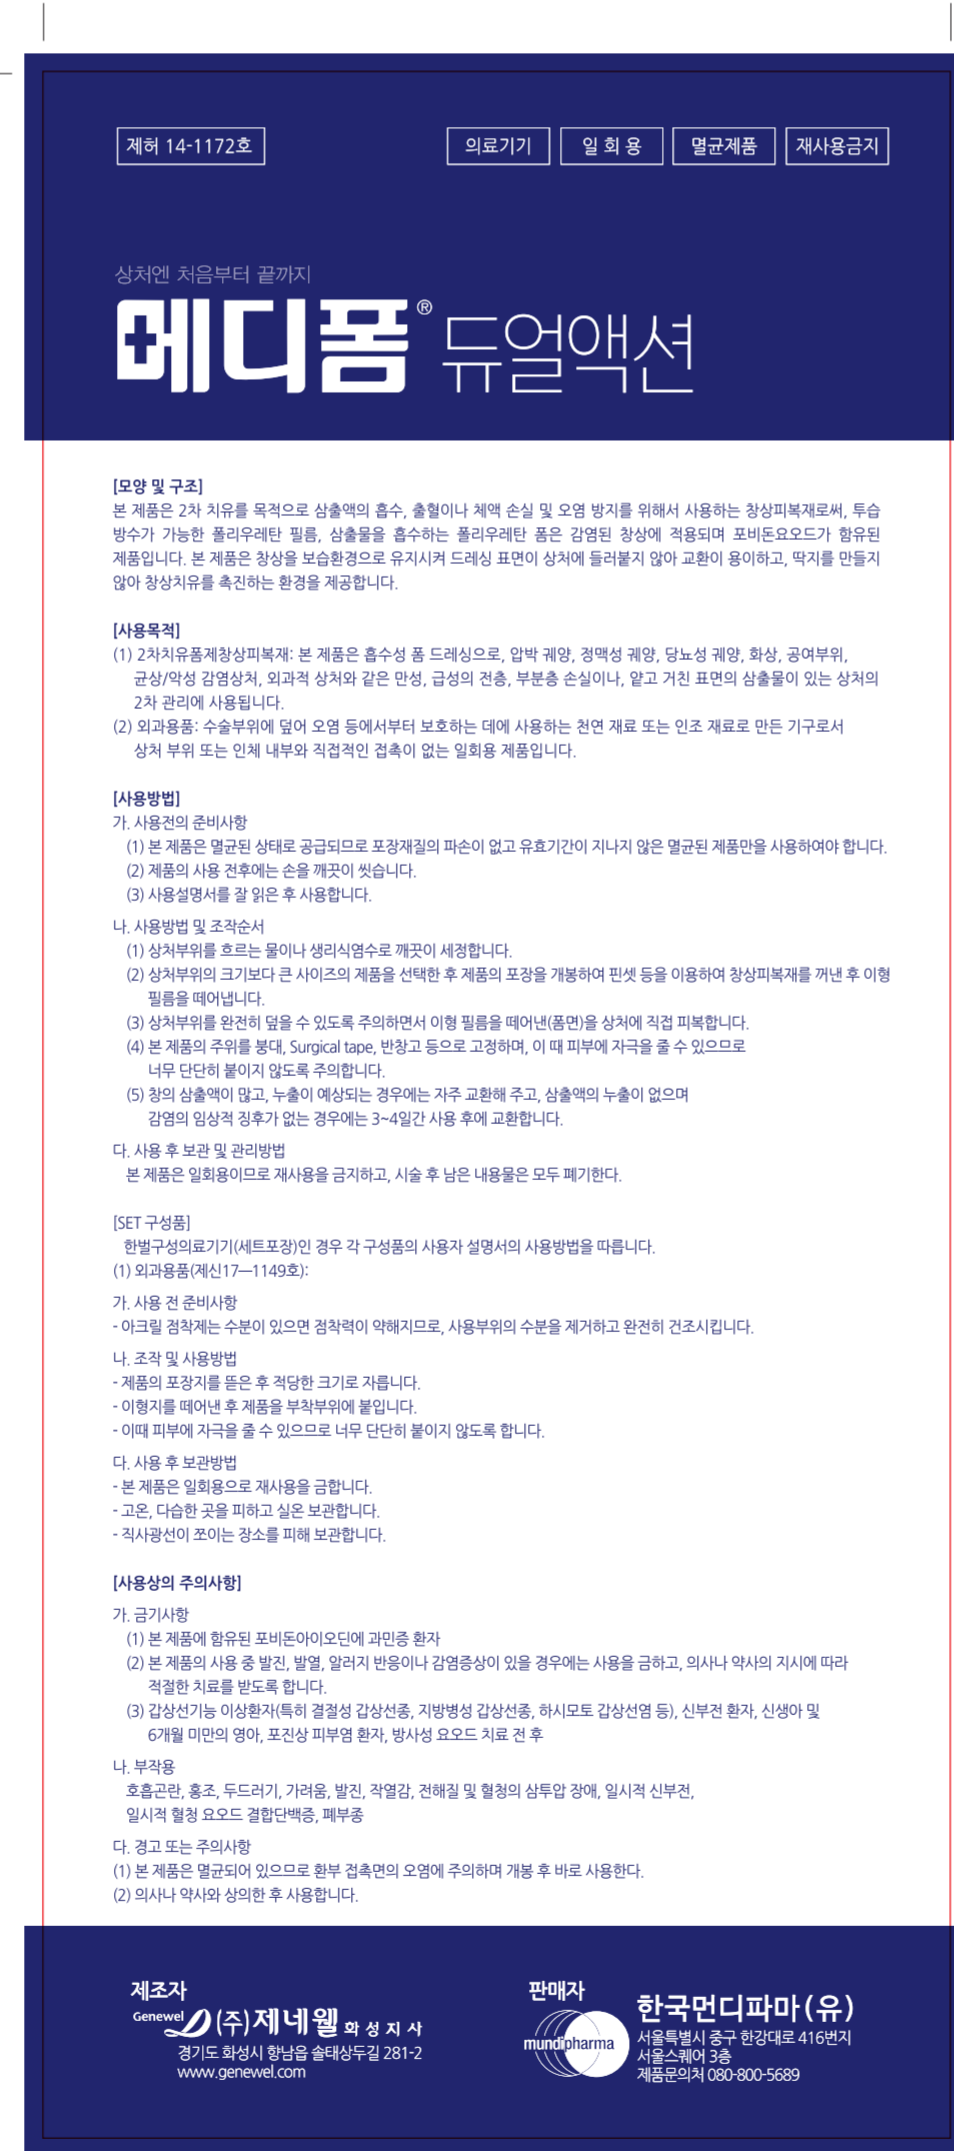 제허 14-1172호
의료기기
일 회 용
멸균제품
재사용금지
상처엔 처음부터 끝까지
메디폼® 듀얼액션
[모양 및 구조]
본 제품은 2차 치유를 목적으로 삼출액의 흡수, 출혈이나 체액 손실 및 오염 방지를 위해서 사용하는 창상피복재로써, 투습
방수가 가능한 폴리우레탄 필름, 삼출물을 흡수하는 폴리우레탄 폼은 감염된 창상에 적용되며 포비돈요오드가 함유된
제품입니다. 본 제품은 창상을 보습환경으로 유지시켜 드레싱 표면이 상처에 들러붙지 않아 교환이 용이하고, 딱지를 만들지
않아 창상치유를 촉진하는 환경을 제공합니다.
[사용목적]
(1) 2차치유폼제창상피복재: 본 제품은 흡수성 폼 드레싱으로, 압박 궤양, 정맥성 궤양, 당뇨성 궤양, 화상, 공여부위,
균상/악성 감염상처, 외과적 상처와 같은 만성, 급성의 전층, 부분층 손실이나, 얕고 거친 표면의 삼출물이 있는 상처의
2차 관리에 사용됩니다.
(2) 외과용품: 수술부위에 덮어 오염 등에서부터 보호하는 데에 사용하는 천연 재료 또는 인조 재료로 만든 기구로서
상처 부위 또는 인체 내부와 직접적인 접촉이 없는 일회용 제품입니다.
[사용방법]
가. 사용전의 준비사항
(1) 본 제품은 멸균된 상태로 공급되므로 포장재질의 파손이 없고 유효기간이 지나지 않은 멸균된 제품만을 사용하여야 합니다.
(2) 제품의 사용 전후에는 손을 깨끗이 씻습니다.
(3) 사용설명서를 잘 읽은 후 사용합니다.
나. 사용방법 및 조작순서
(1) 상처부위를 흐르는 물이나 생리식염수로 깨끗이 세정합니다.
(2) 상처부위의 크기보다 큰 사이즈의 제품을 선택한 후 제품의 포장을 개봉하여 핀셋 등을 이용하여 창상피복재를 꺼낸 후 이형
필름을 떼어냅니다.
(3) 상처부위를 완전히 덮을 수 있도록 주의하면서 이형 필름을 떼어낸(폼면)을 상처에 직접 피복합니다.
(4) 본 제품의 주위를 붕대, Surgical tape, 반창고 등으로 고정하며, 이 때 피부에 자극을 줄 수 있으므로
너무 단단히 붙이지 않도록 주의합니다.
(5) 창의 삼출액이 많고, 누출이 예상되는 경우에는 자주 교환해 주고, 삼출액의 누출이 없으며
감염의 임상적 징후가 없는 경우에는 3~4일간 사용 후에 교환합니다.
다. 사용 후 보관 및 관리방법
본 제품은 일회용이므로 재사용을 금지하고, 시술 후 남은 내용물은 모두 폐기한다.
[SET 구성품]
한벌구성의료기기(세트포장)인 경우 각 구성품의 사용자 설명서의 사용방법을 따릅니다.
(1) 외과용품(제신17—1149호):
가. 사용 전 준비사항
- 아크릴 점착제는 수분이 있으면 점착력이 약해지므로, 사용부위의 수분을 제거하고 완전히 건조시킵니다.
나. 조작 및 사용방법
- 제품의 포장지를 뜯은 후 적당한 크기로 자릅니다.
- 이형지를 떼어낸 후 제품을 부착부위에 붙입니다.
- 이때 피부에 자극을 줄 수 있으므로 너무 단단히 붙이지 않도록 합니다.
다. 사용 후 보관방법
- 본 제품은 일회용으로 재사용을 금합니다.
- 고온, 다습한 곳을 피하고 실온 보관합니다.
- 직사광선이 쪼이는 장소를 피해 보관합니다.
[사용상의 주의사항]
가. 금기사항
(1) 본 제품에 함유된 포비돈아이오딘에 과민증 환자
(2) 본 제품의 사용 중 발진, 발열, 알러지 반응이나 감염증상이 있을 경우에는 사용을 금하고, 의사나 약사의 지시에 따라
적절한 치료를 받도록 합니다.
(3) 갑상선기능 이상환자(특히 결절성 갑상선종, 지방병성 갑상선종, 하시모토 갑상선염 등), 신부전 환자, 신생아 및
6개월 미만의 영아, 포진상 피부염 환자, 방사성 요오드 치료 전 후
나. 부작용
호흡곤란, 홍조, 두드러기, 가려움, 발진, 작열감, 전해질 및 혈청의 삼투압 장애, 일시적 신부전,
일시적 혈청 요오드 결합단백증, 폐부종
다. 경고 또는 주의사항
(1) 본 제품은 멸균되어 있으므로 환부 접촉면의 오염에 주의하며 개봉 후 바로 사용한다.
(2) 의사나 약사와 상의한 후 사용합니다.
제조자
Genewel (주)제네웰 화성지사
경기도 화성시 향남읍 솔태상두길 281-2
www.genewel.com
판매자
mundipharma
한국먼디파마(유)
서울특별시 중구 한강대로 416번지
서울스퀘어 3층
제품문의처 080-800-5689